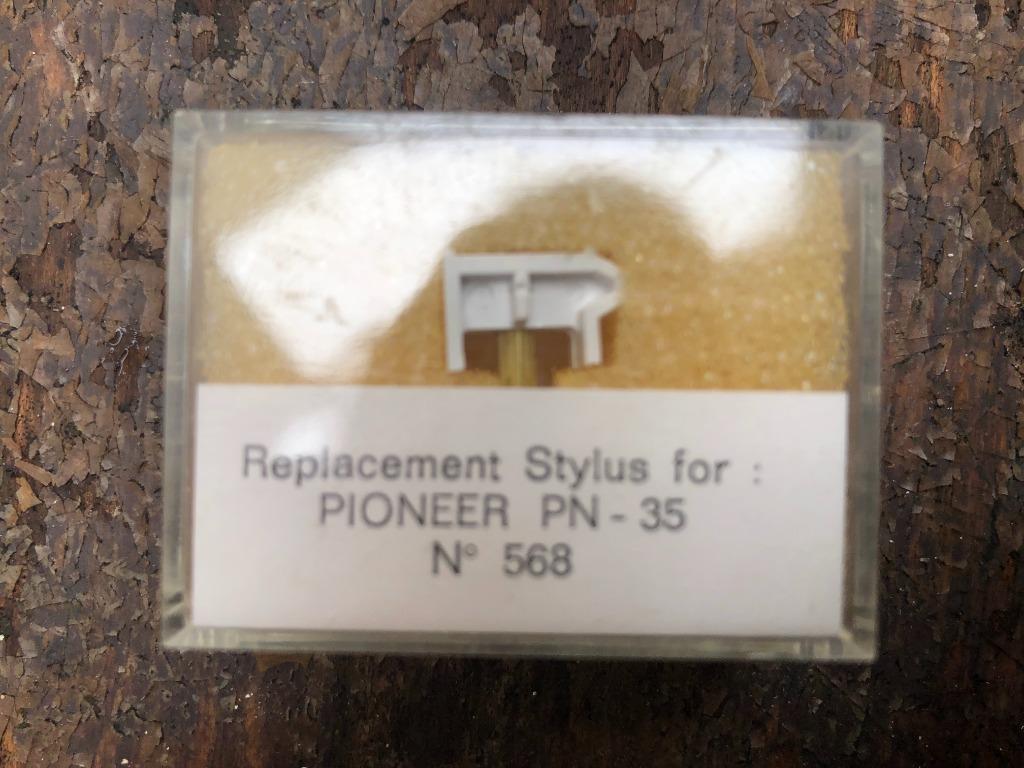 Replacement Stylus for :
PIONEER PN - 35
N° 568